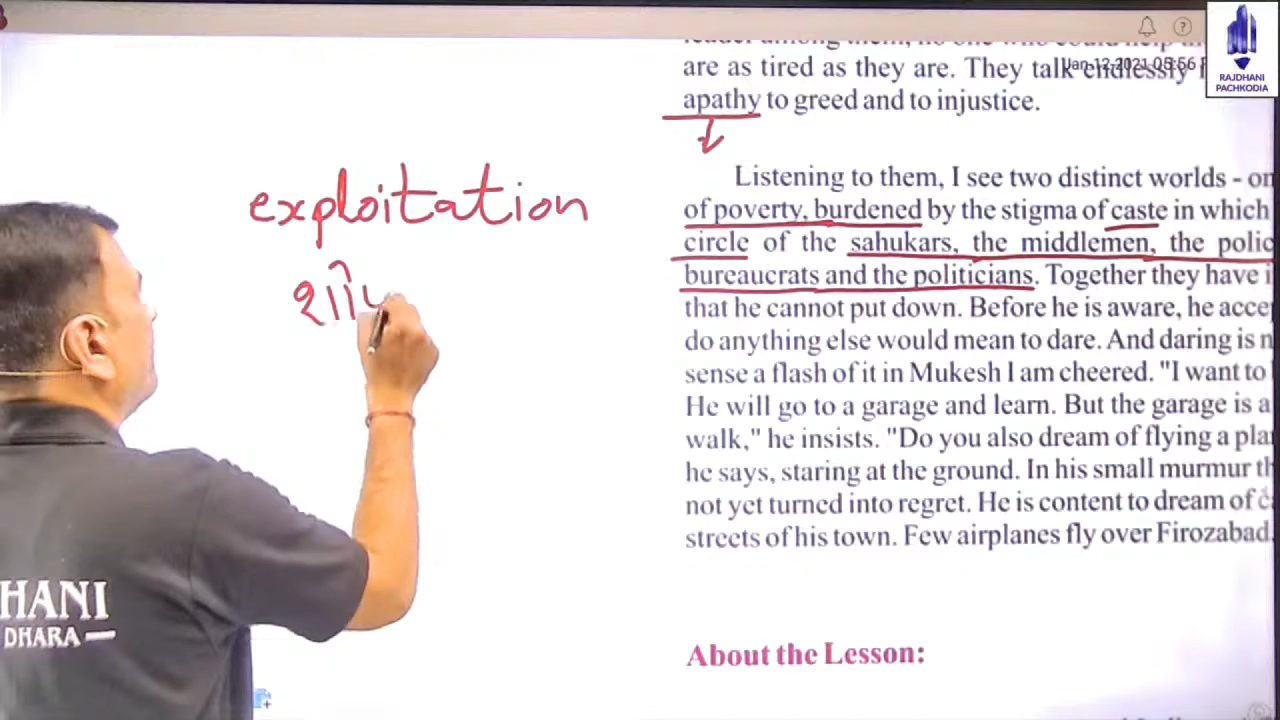 RAJDHANI
PACHKODIA
Jan-12-2021 05:56
are as tired as they are. They talk endlessly
apathy to greed and to injustice.
Listening to them, I see two distinct worlds - on
of poverty, burdened by the stigma of caste in which
circle of the sahukars, the middlemen, the polic
bureaucrats and the politicians. Together they have i
that he cannot put down. Before he is aware, he acce
do anything else would mean to dare. And daring is n
sense a flash of it in Mukesh I am cheered. "I want to
He will go to a garage and learn. But the garage is a
walk," he insists. "Do you also dream of flying a pla
he says, staring at the ground. In his small murmur th
not yet turned into regret. He is content to dream of c
streets of his town. Few airplanes fly over Firozabad.
About the Lesson:
exploitation
HANI
DHARA